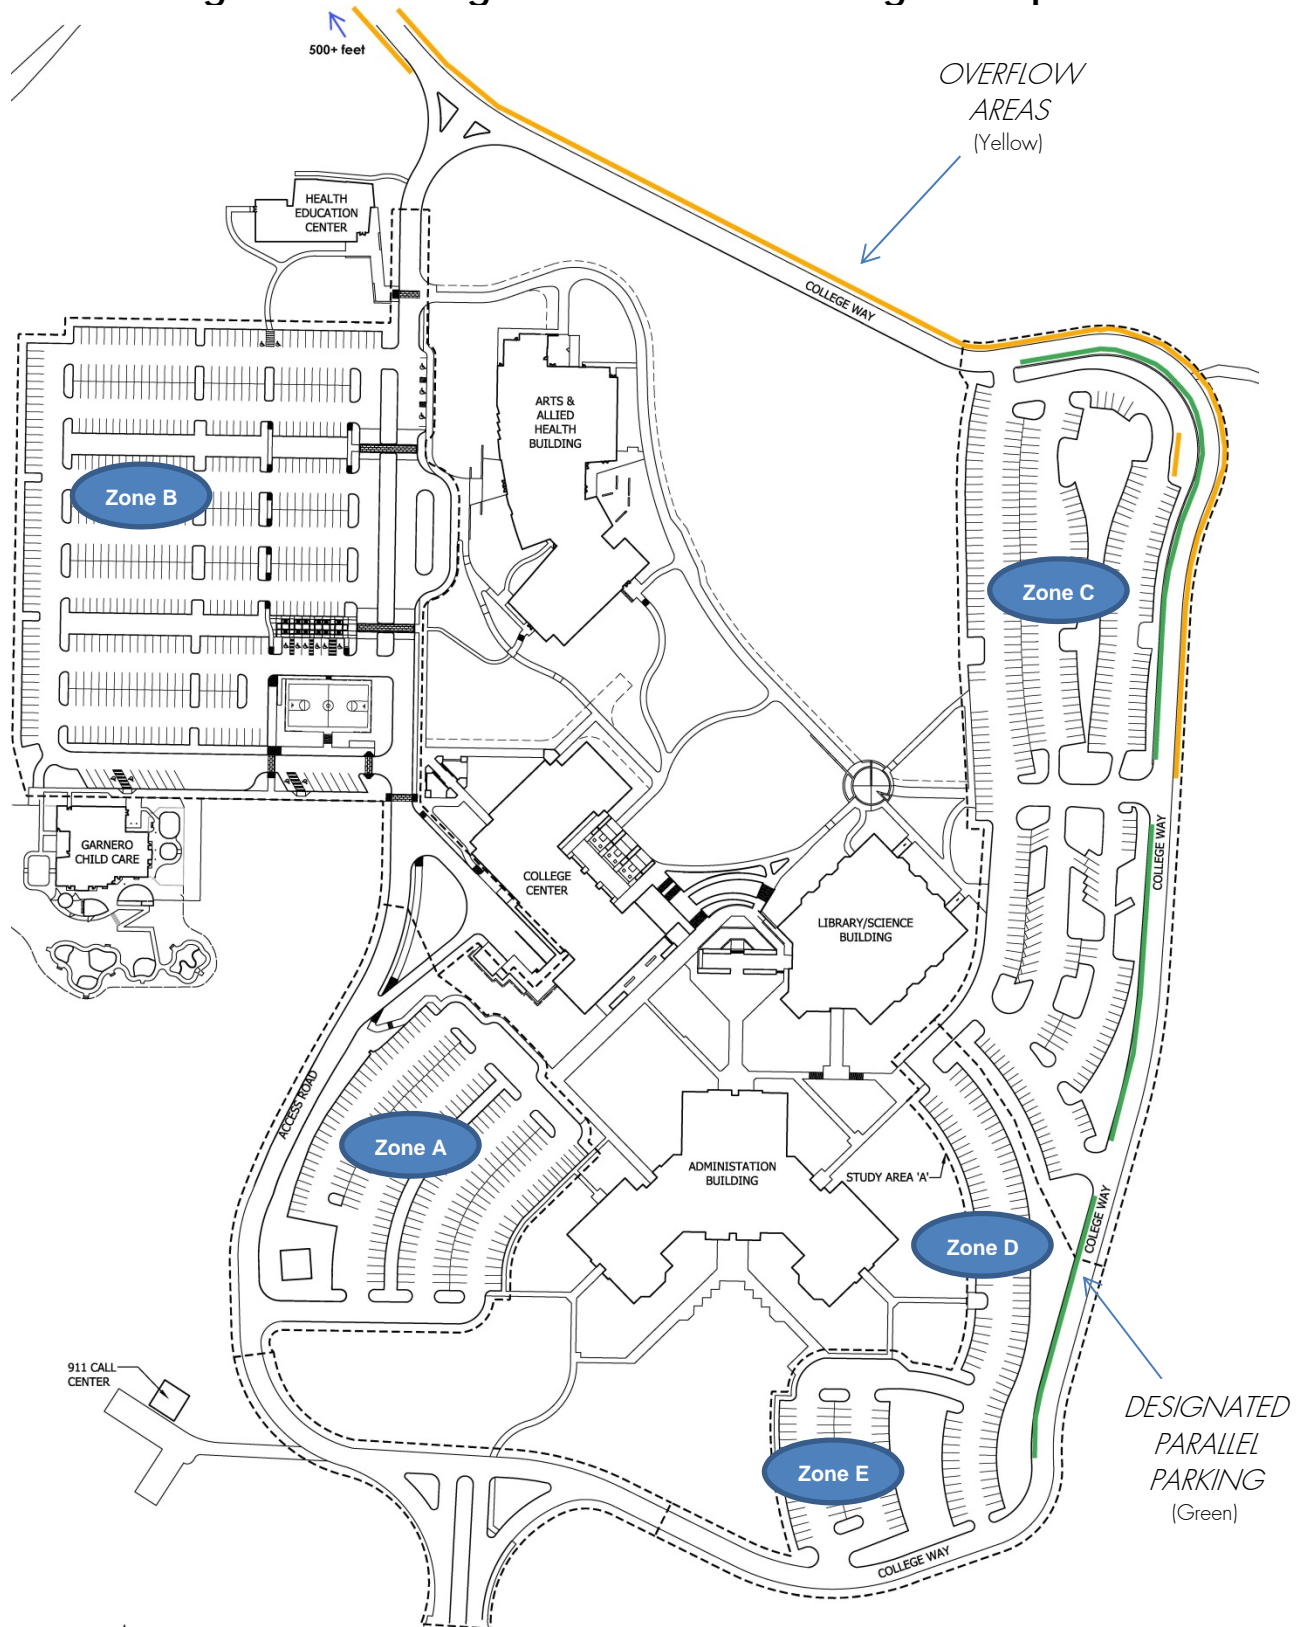 500+ feet
OVERFLOW
AREAS
(Yellow)
HEALTH
EDUCATION
CENTER
COLLEGE WAY
ARTS &
ALLIED
HEALTH
BUILDING
Zone B
Zone C
GARNERO
CHILD CARE
COLLEGE
CENTER
COLLEGE WAY
LIBRARY/SCIENCE
BUILDING
ACCESS ROAD
Zone A
ADMINISTATION
BUILDING
STUDY AREA 'A'
COLEGE WAY
Zone D
911 CALL
CENTER
DESIGNATED
PARALLEL
PARKING
(Green)
Zone E
COLLEGE WAY